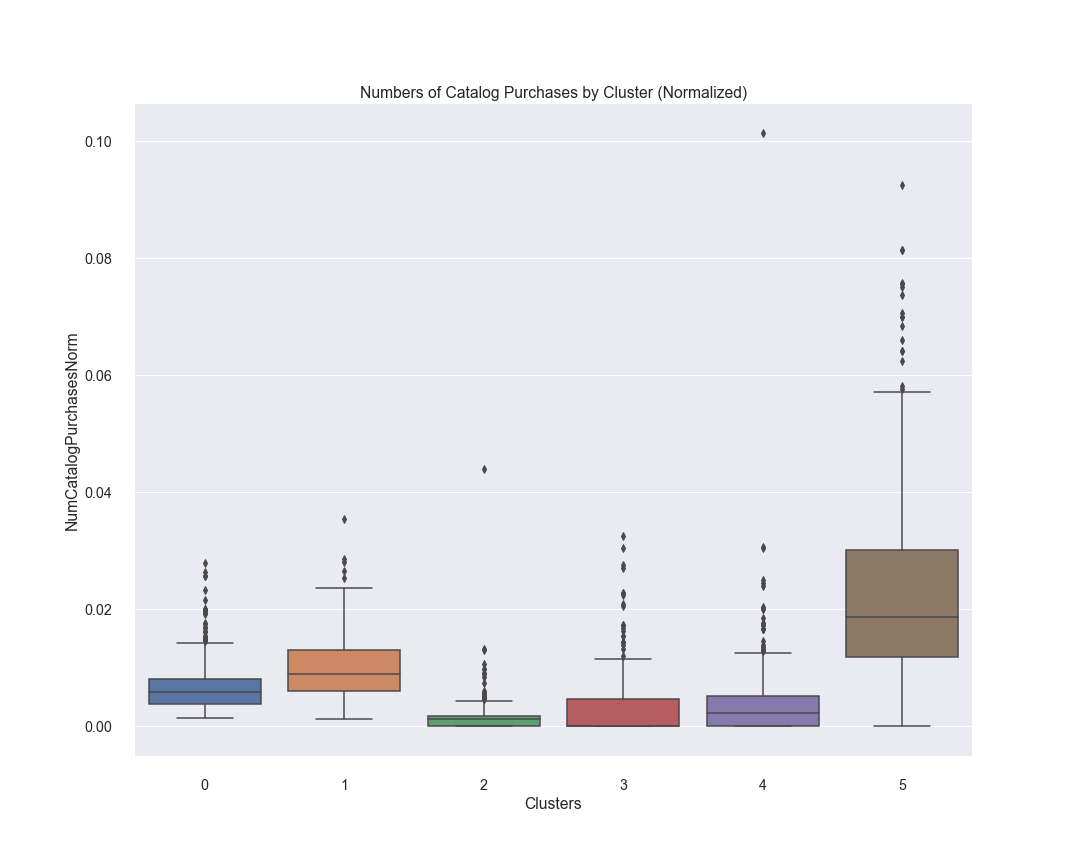 Numbers of Catalog Purchases by Cluster (Normalized)
0.10
0.08
0.06
0.04
0.02
0.00
NumCatalogPurchasesNorm
0 1 2 3 4 5
Clusters